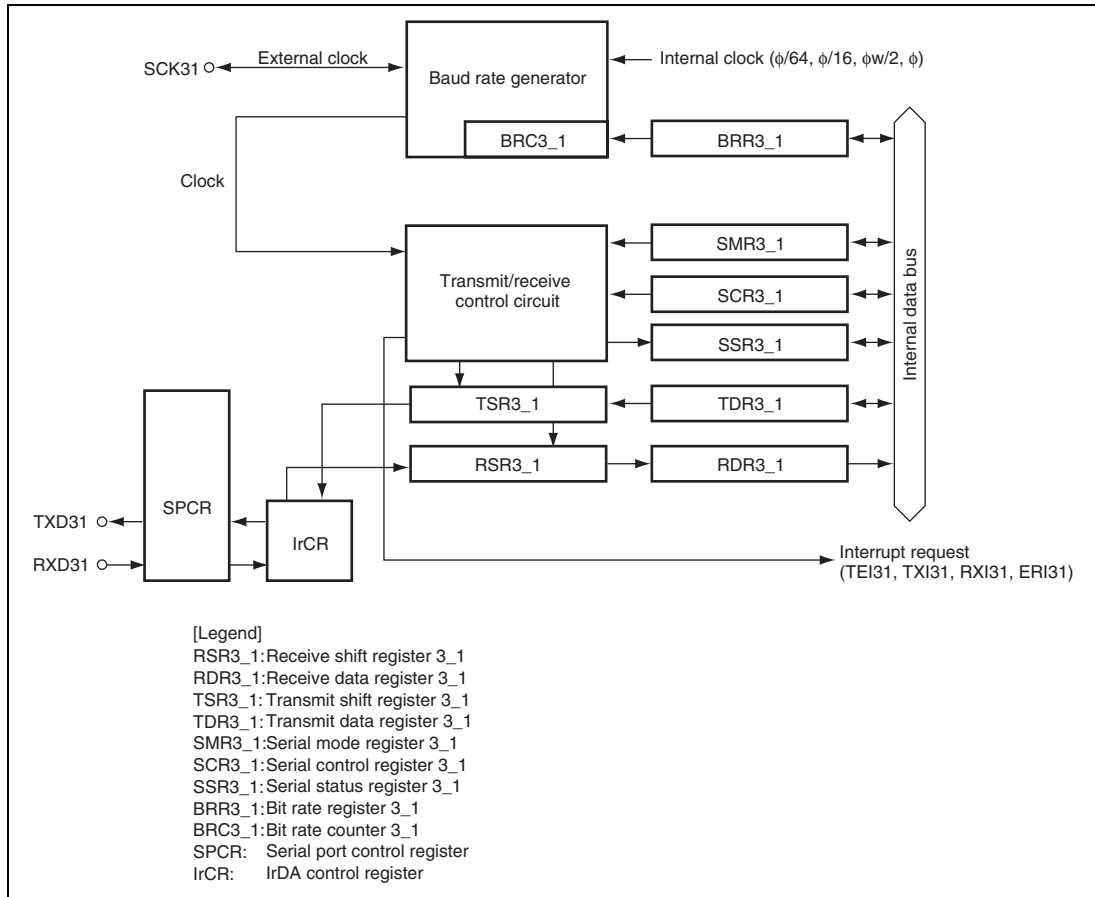 SCK31
External clock
Baud rate generator
Internal clock (ϕ/64, ϕ/16, ϕw/2, ϕ)
BRC3_1
BRR3_1
Clock
Transmit/receive
control circuit
SMR3_1
SCR3_1
SSR3_1
Internal data bus
TSR3_1
TDR3_1
RSR3_1
RDR3_1
SPCR
IrCR
TXD31
RXD31
Interrupt request
(TEI31, TXI31, RXI31, ERI31)
[Legend]
RSR3_1: Receive shift register 3_1
RDR3_1: Receive data register 3_1
TSR3_1: Transmit shift register 3_1
TDR3_1: Transmit data register 3_1
SMR3_1: Serial mode register 3_1
SCR3_1: Serial control register 3_1
SSR3_1: Serial status register 3_1
BRR3_1: Bit rate register 3_1
BRC3_1: Bit rate counter 3_1
SPCR: Serial port control register
IrCR: IrDA control register